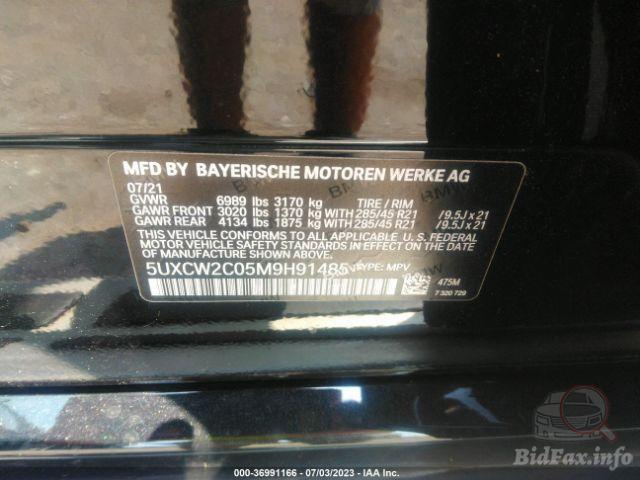 MFD BY BAYERISCHE MOTOREN WERKE AG
07/21
GVWR 6989 lbs 3170 kg TIRE / RIM
GAWR FRONT 3020 lbs 1370 kg WITH 285/45 R21 /9.5J x 21
GAWR REAR 4134 lbs 1875 kg WITH 285/45 R21 /9.5J x 21
THIS VEHICLE CONFORMS TO ALL APPLICABLE U. S. FEDERAL
MOTOR VEHICLE SAFETY STANDARDS IN EFFECT ON THE DATE OF
MANUFACTURE SHOWN ABOVE.
5UXCW2C05M9H91485 TYPE: MPV
475M
7 320 729
BidFax.info
000-36991166 - 07/03/2023 - IAA Inc.